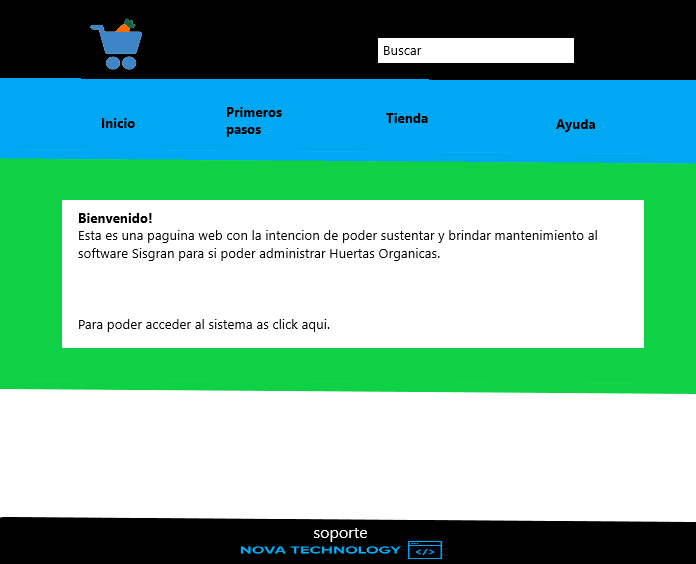 Buscar
Inicio
Primeros
pasos
Tienda
Ayuda
Bienvenido!
Esta es una paguina web con la intencion de poder sustentar y brindar mantenimiento al
software Sisgran para si poder administrar Huertas Organicas.
Para poder acceder al sistema as click aqui.
soporte
NOVA TECHNOLOGY </>